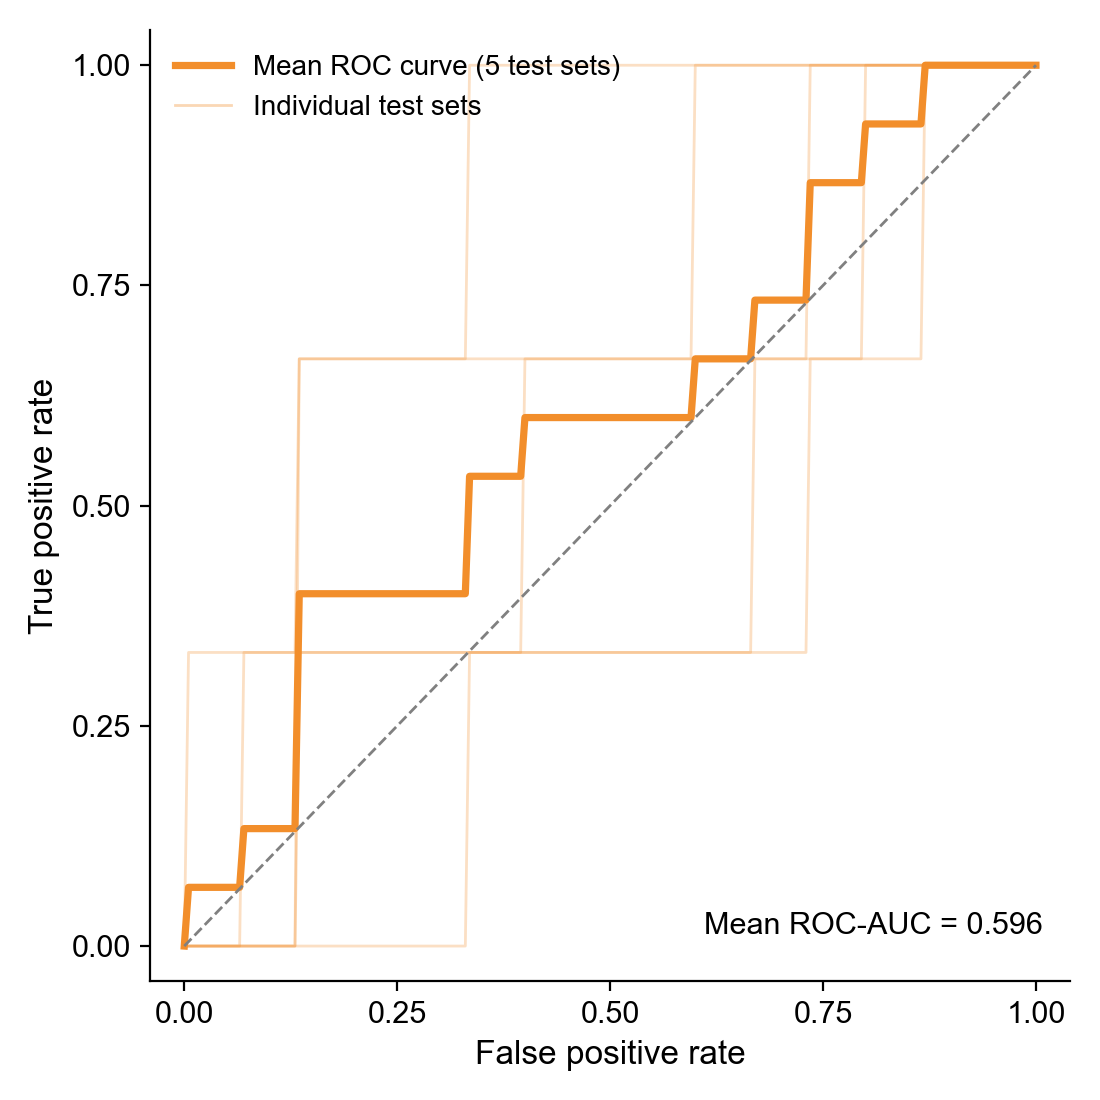 Mean ROC curve (5 test sets)
Individual test sets
1.00
0.75
0.50
0.25
0.00
True positive rate
Mean ROC-AUC = 0.596
0.00 0.25 0.50 0.75 1.00
False positive rate